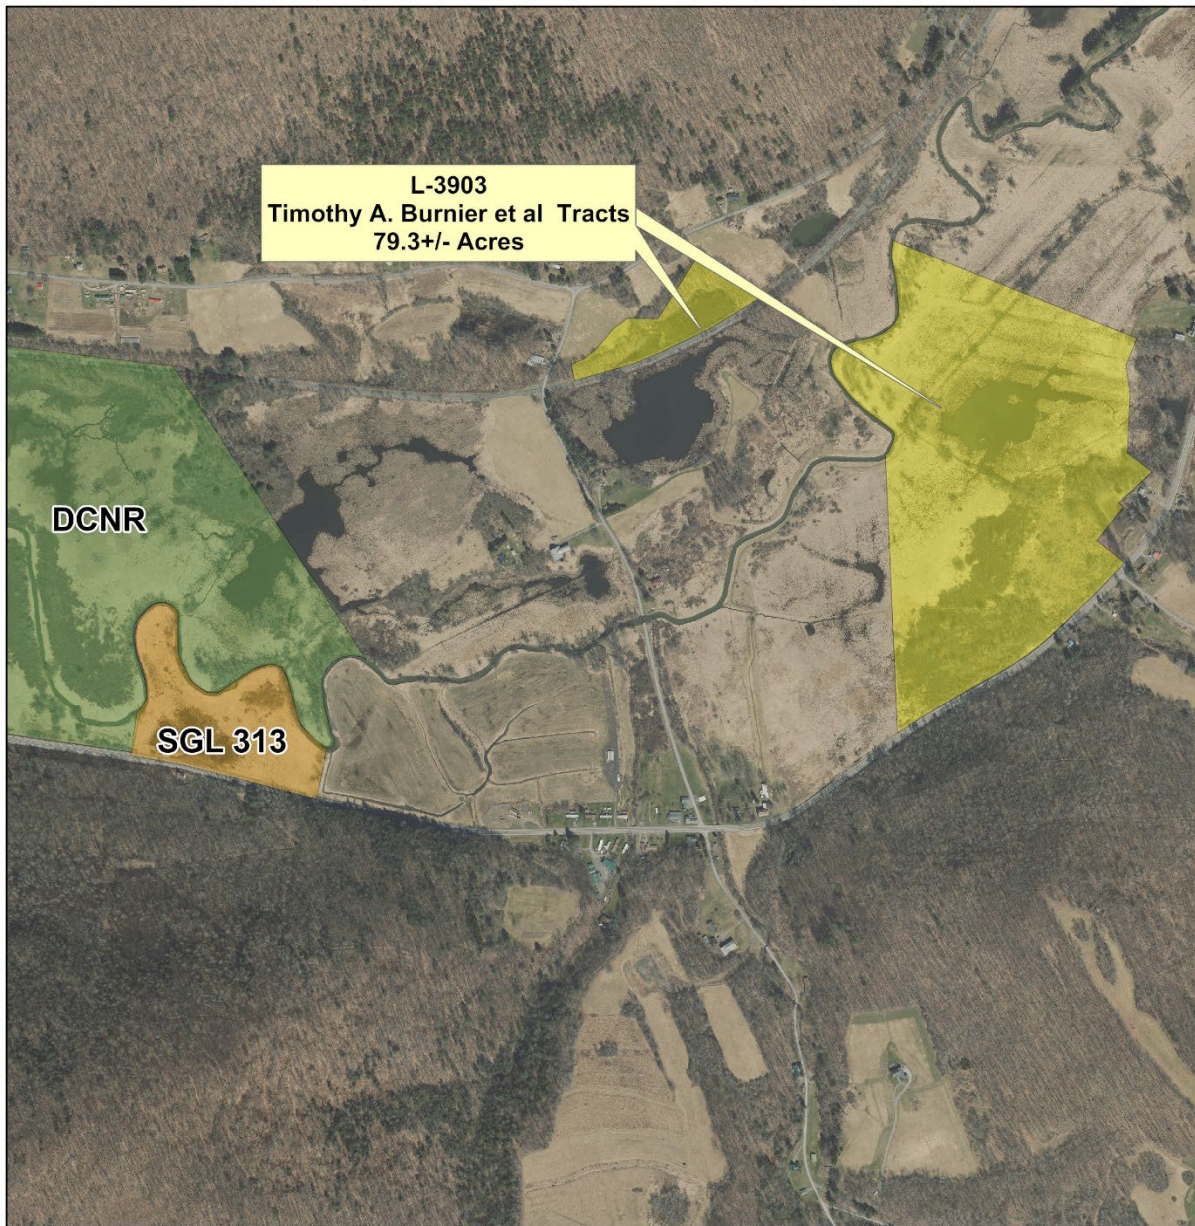 L-3903
Timothy A. Burnier et al Tracts
79.3+/- Acres
DCNR
SGL 313